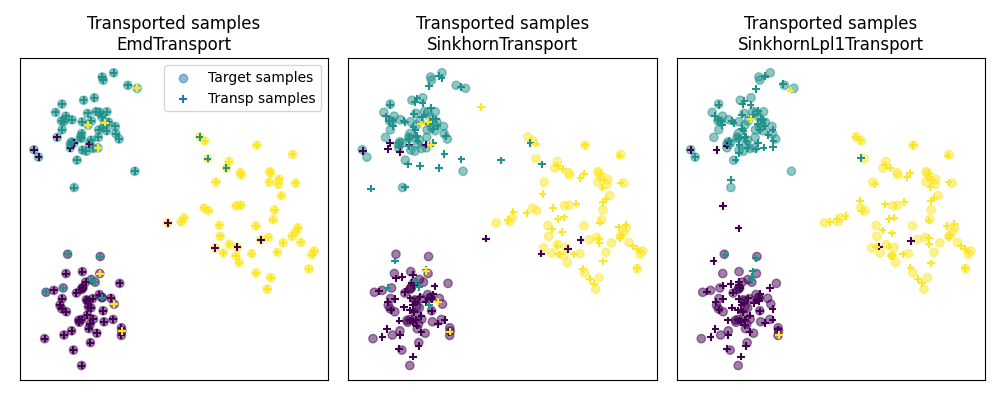 Transported samples
EmdTransport
Target samples
Transp samples
Transported samples
SinkhornTransport
Transported samples
SinkhornLpl1Transport